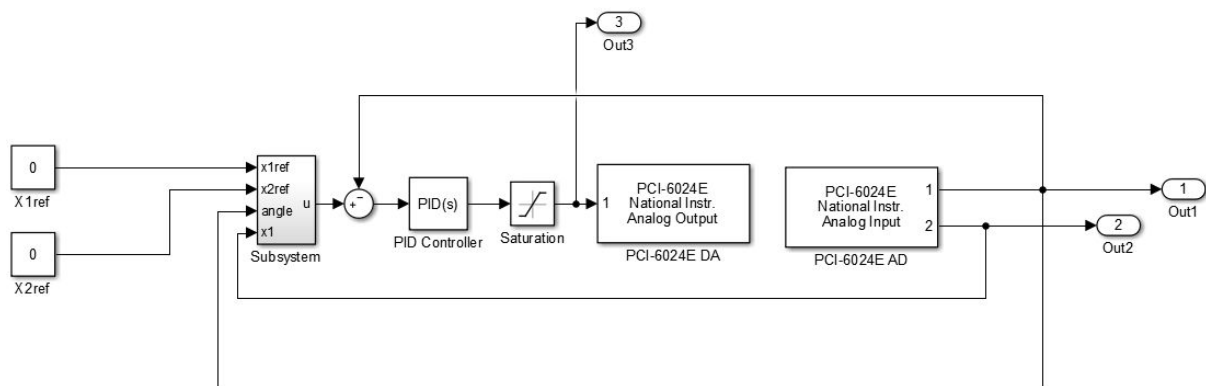 3
Out3
0
X1ref
0
X2ref
x1ref
x2ref
angle
x1
u
Subsystem
+
−
PID(s)
PID Controller
Saturation
1
PCI-6024E
National Instr.
Analog Output
PCI-6024E DA
PCI-6024E
National Instr.
Analog Input
1
2
PCI-6024E AD
1
Out1
2
Out2